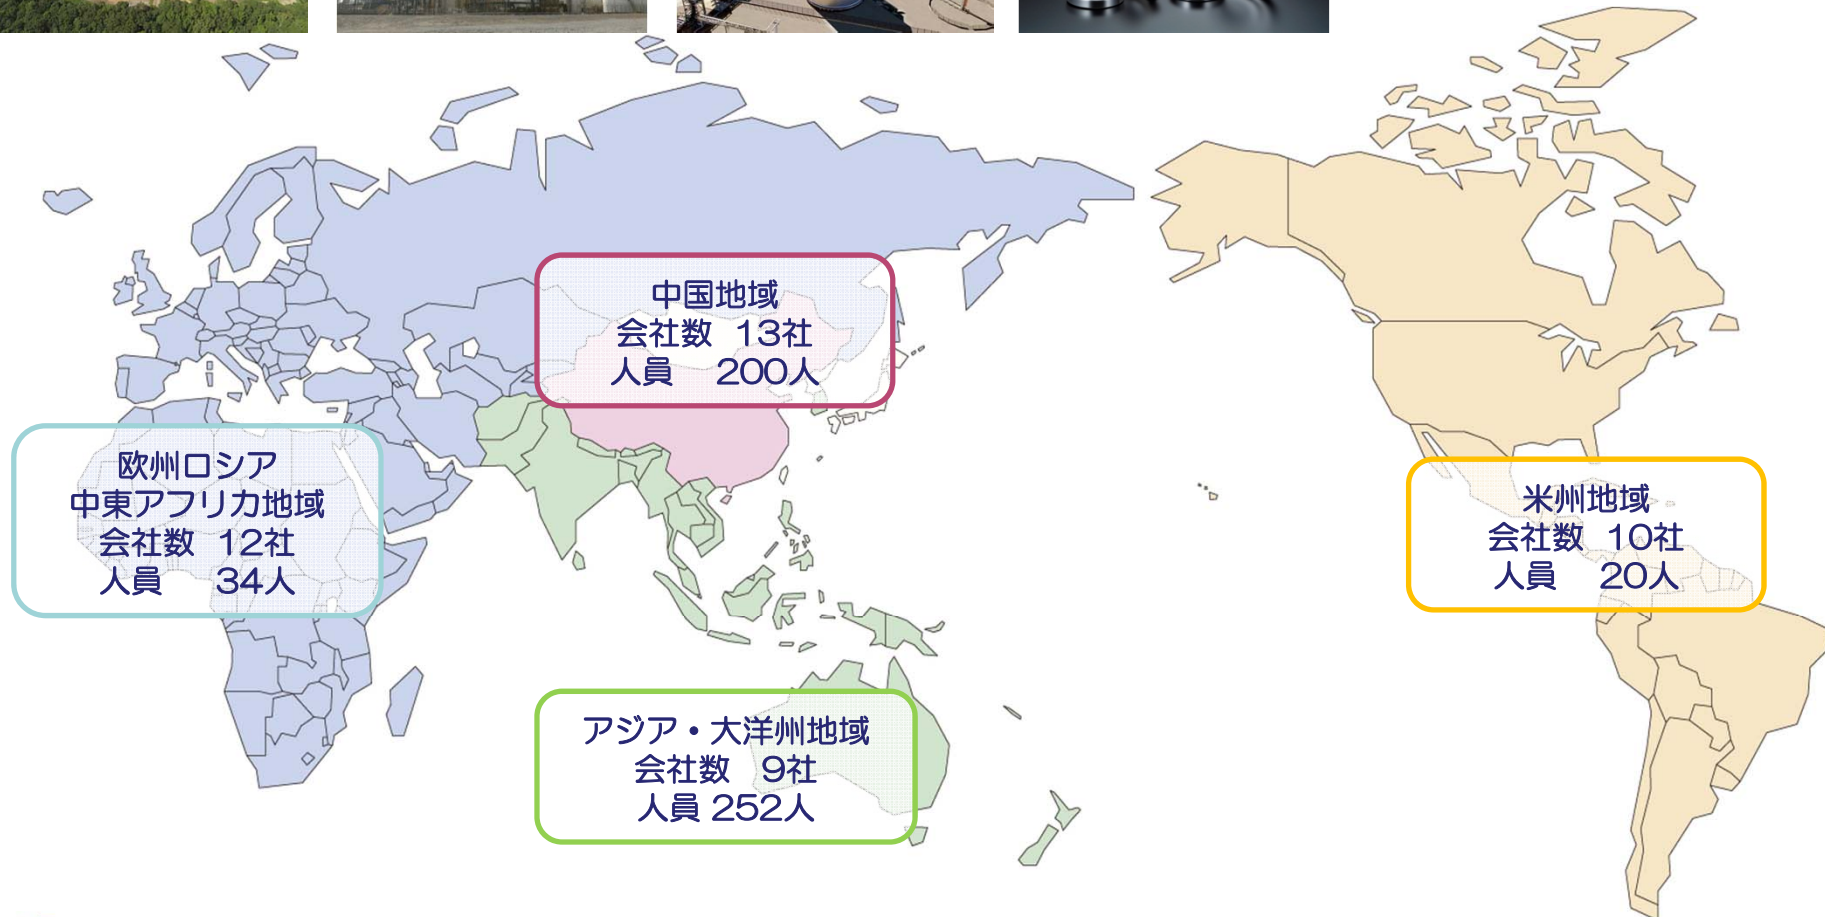 中国地域
会社数 13社
人員 200人
欧州ロシア
中東アフリカ地域
会社数 12社
人員 34人
米州地域
会社数 10社
人員 20人
アジア・大洋州地域
会社数 9社
人員 252人